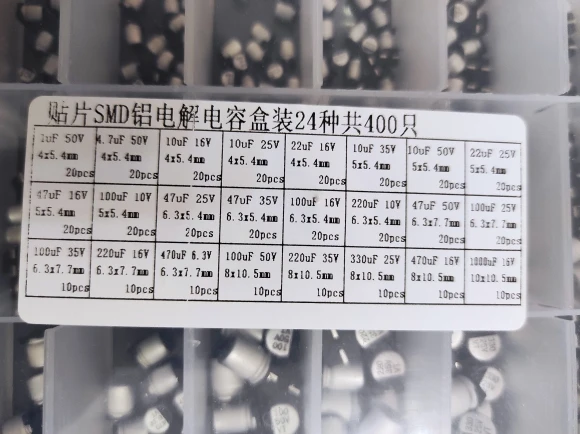 贴片SMD铝电解电容盒装24种共400只
1uF 50V 4.7uF 50V 10uF 16V 10uF 25V 22uF 16V 10uF 35V 10uF 50V 22uF 25V
4x5.4mm 4x5.4mm 4x5.4mm 4x5.4mm 4x5.4mm 5x5.4mm 5x5.4mm 5x5.4mm
20pcs 20pcs 20pcs 20pcs 20pcs 20pcs 20pcs 20pcs
47uF 16V 100uF 10V 47uF 25V 47uF 35V 100uF 16V 220uF 10V 47uF 50V 100uF 25V
5x5.4mm 5x5.4mm 6.3x5.4mm 6.3x5.4mm 6.3x5.4mm 6.3x5.4mm 6.3x7.7mm 6.3x7.7mm
20pcs 20pcs 20pcs 20pcs 20pcs 20pcs 20pcs 20pcs
100uF 35V 220uF 16V 470uF 6.3V 100uF 50V 220uF 35V 330uF 25V 470uF 16V 1000uF 16V
6.3x7.7mm 6.3x7.7mm 6.3x7.7mm 8x10.5mm 8x10.5mm 8x10.5mm 8x10.5mm 10x10.5mm
10pcs 10pcs 10pcs 10pcs 10pcs 10pcs 10pcs 10pcs